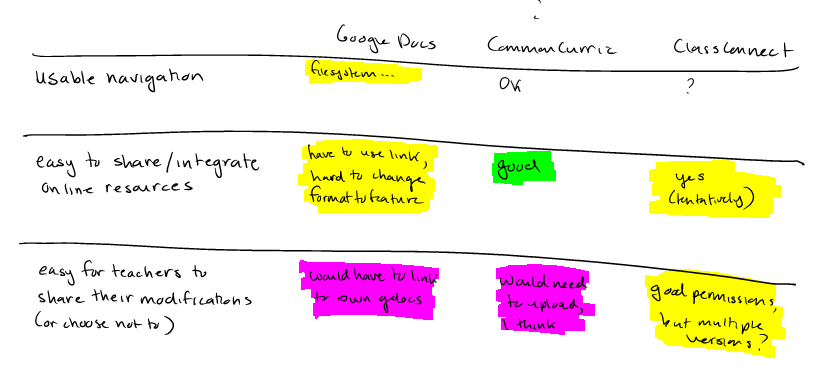 Google Docs CommonCurric ClassConnect
usable navigation filesystem... OK ?
easy to share/integrate
online resources
have to use link,
hard to change
format to feature
good
yes
(tentatively)
easy for teachers to
share their modifications
(or choose not to)
would have to link
to own gdocs
would need
to upload,
I think
good permissions,
but multiple
versions?